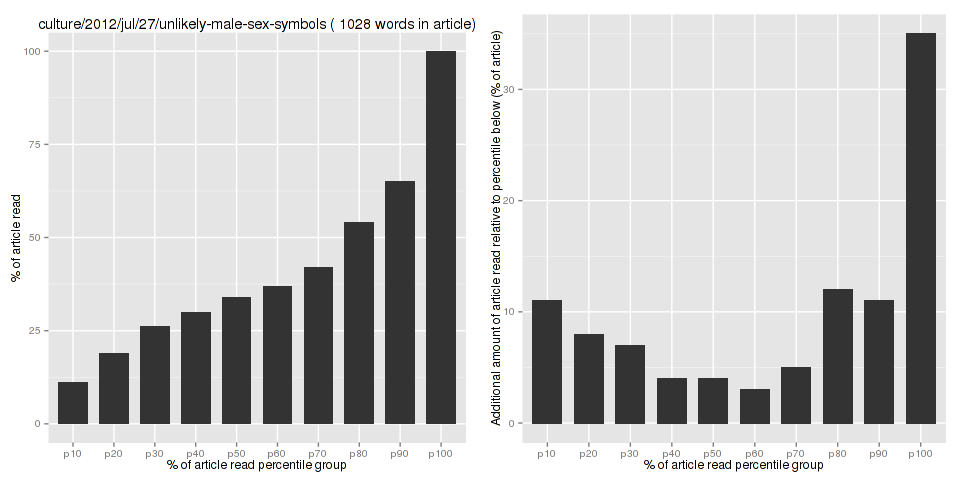 culture/2012/jul/27/unlikely-male-sex-symbols ( 1028 words in article)
% of article read
100
75
50
25
0
p10 p20 p30 p40 p50 p60 p70 p80 p90 p100
% of article read percentile group
Additional amount of article read relative to percentile below (% of article)
30
20
10
0
p10 p20 p30 p40 p50 p60 p70 p80 p90 p100
% of article read percentile group